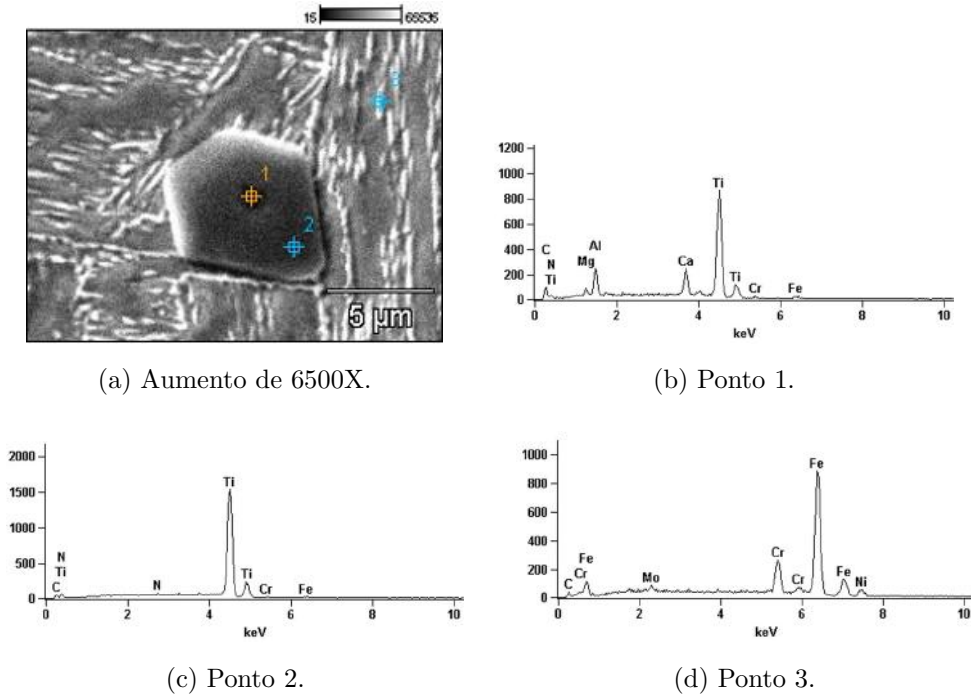 15 65535
3
1
2
5 µm
(a) Aumento de 6500X.
1200
1000
800
600
400
200
0
C
N
Ti
Mg
Al
Ca
Ti
Ti
Cr
Fe
0 2 4 6 8 10
keV
(b) Ponto 1.
2000
1500
1000
500
0
N
Ti
C
N
Ti
Ti
Cr
Fe
0 2 4 6 8 10
keV
(c) Ponto 2.
1000
800
600
400
200
0
C
Cr
Fe
Mo
Cr
Cr
Fe
Fe
Ni
0 2 4 6 8 10
keV
(d) Ponto 3.